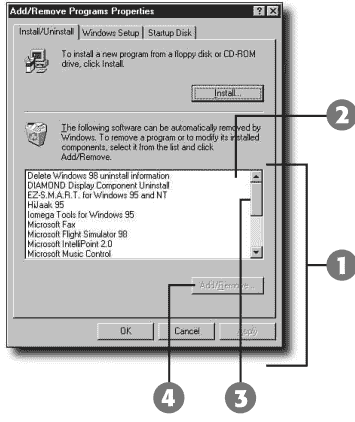 Add/Remove Programs Properties
Install/Uninstall Windows Setup Startup Disk
To install a new program from a floppy disk or CD-ROM
drive, click Install.
Install...
The following software can be automatically removed by
Windows. To remove a program or to modify its installed
components, select it from the list and click
Add/Remove.
2
Delete Windows 98 uninstall information
DIAMOND Display Component Uninstall
EZ-S.M.A.R.T. for Windows 95 and NT
HiJaak 95
Iomega Tools for Windows 95
Microsoft Fax
Microsoft Flight Simulator 98
Microsoft IntelliPoint 2.0
Microsoft Music Control
1
Add/Remove...
OK Cancel Apply
4 3